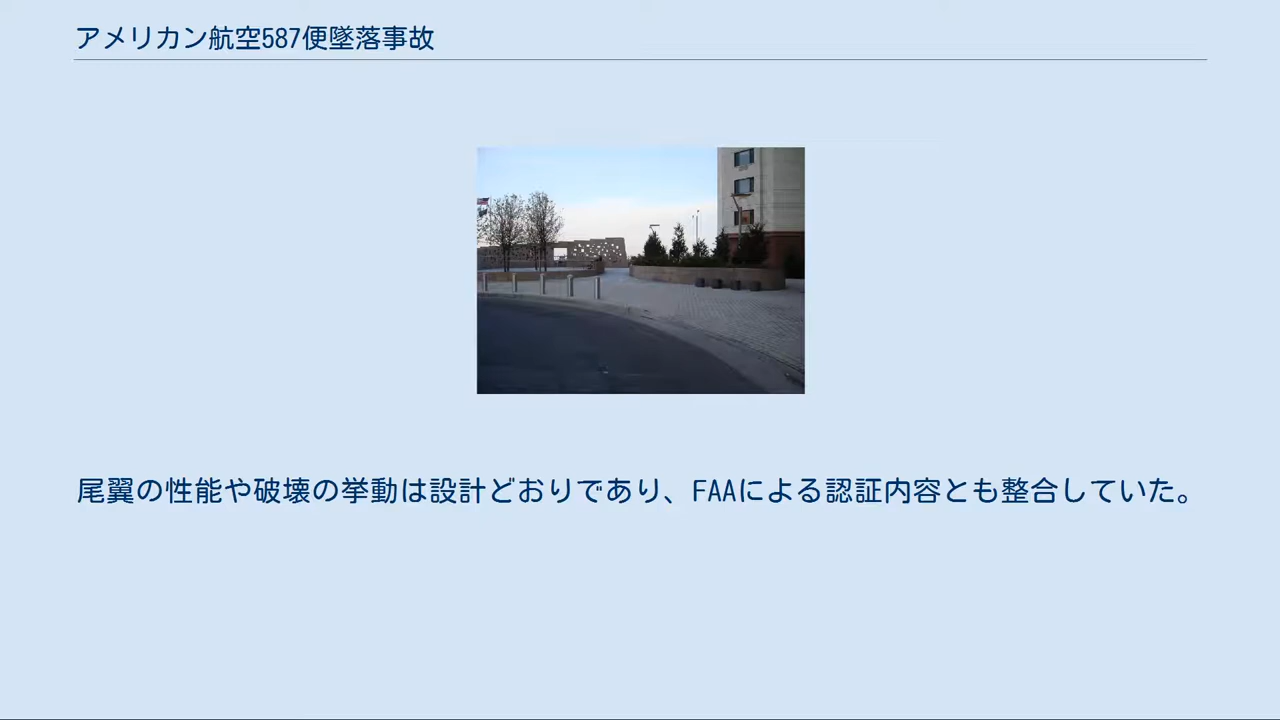 アメリカン航空587便墜落事故
尾翼の性能や破壊の挙動は設計どおりであり、FAAによる認証内容とも整合していた。